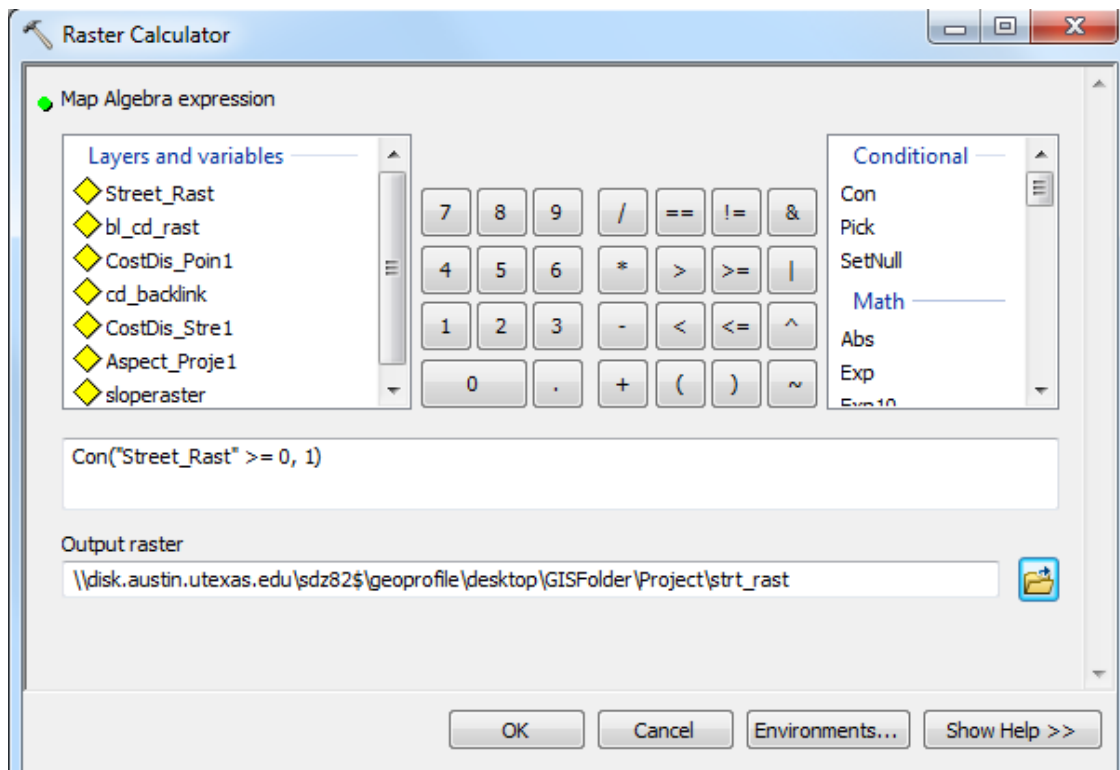 Raster Calculator
Map Algebra expression
Layers and variables
Street_Rast
bl_cd_rast
CostDis_Poin1
cd_backlink
CostDis_Stre1
Aspect_Proje1
sloperaster
7 8 9 / == != &
4 5 6 * > >= |
1 2 3 - < <= ^
0 . + ( ) ~
Conditional
Con
Pick
SetNull
Math
Abs
Exp
Exp10
Con("Street_Rast" >= 0, 1)
Output raster
\\disk.austin.utexas.edu\sdz82$\geoprofile\desktop\GISFolder\Project\strt_rast
OK Cancel Environments... Show Help >>